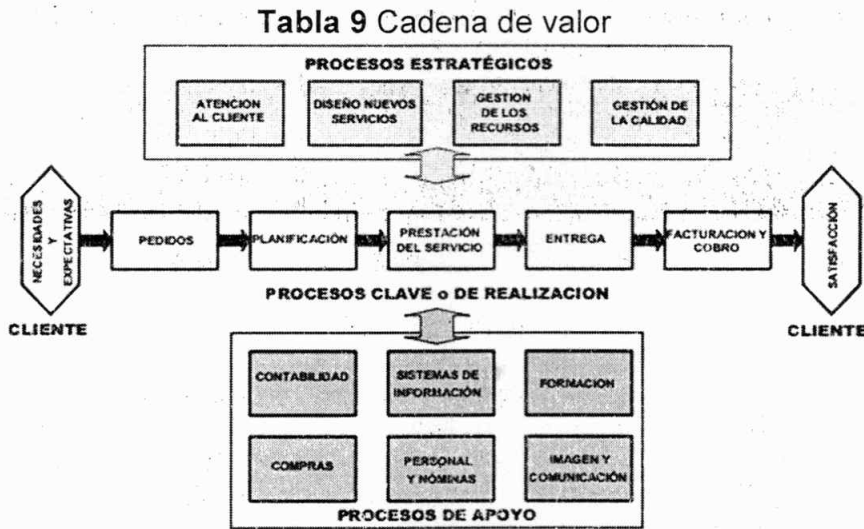 Tabla 9 Cadena de valor
PROCESOS ESTRATÉGICOS
ATENCION
AL CLIENTE
DISEÑO NUEVOS
SERVICIOS
GESTION
DE LOS
RECURSOS
GESTIÓN DE
LA CALIDAD
NECESIDADES
Y
EXPECTATIVAS
CLIENTE
PEDIDOS
PLANIFICACIÓN
PRESTACIÓN
DEL SERVICIO
ENTREGA
FACTURACION Y
COBRO
SATISFACCIÓN
CLIENTE
PROCESOS CLAVE o DE REALIZACION
CONTABILIDAD
SISTEMAS DE
INFORMACIÓN
FORMACION
COMPRAS
PERSONAL
Y NÓMINAS
IMAGEN Y
COMUNICACIÓN
PROCESOS DE APOYO